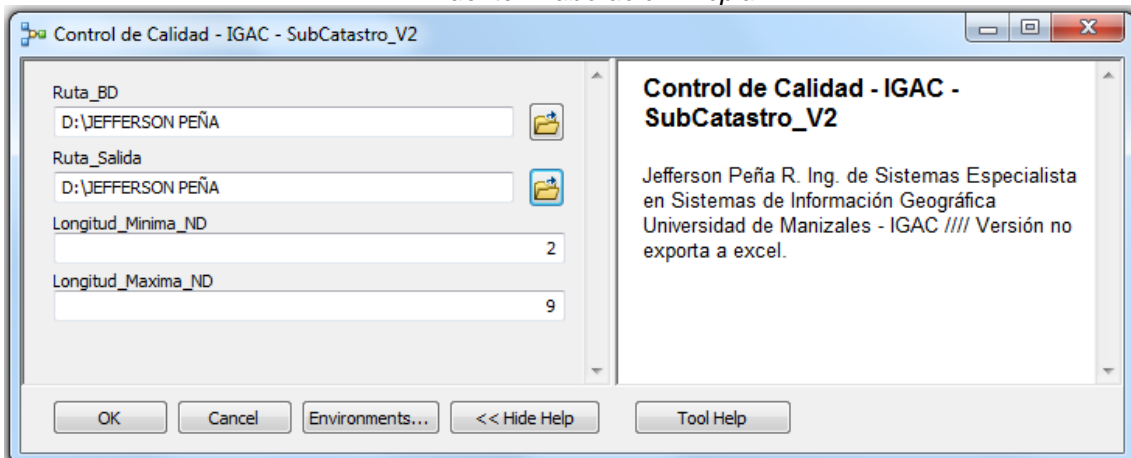 Control de Calidad - IGAC - SubCatastro_V2
Ruta_BD
D:\JEFFERSON PEÑA
Ruta_Salida
D:\JEFFERSON PEÑA
Longitud_Minima_ND
2
Longitud_Maxima_ND
9
Control de Calidad - IGAC -
SubCatastro_V2
Jefferson Peña R. Ing. de Sistemas Especialista
en Sistemas de Información Geográfica
Universidad de Manizales - IGAC //// Versión no
exporta a excel.
OK
Cancel
Environments...
<< Hide Help
Tool Help